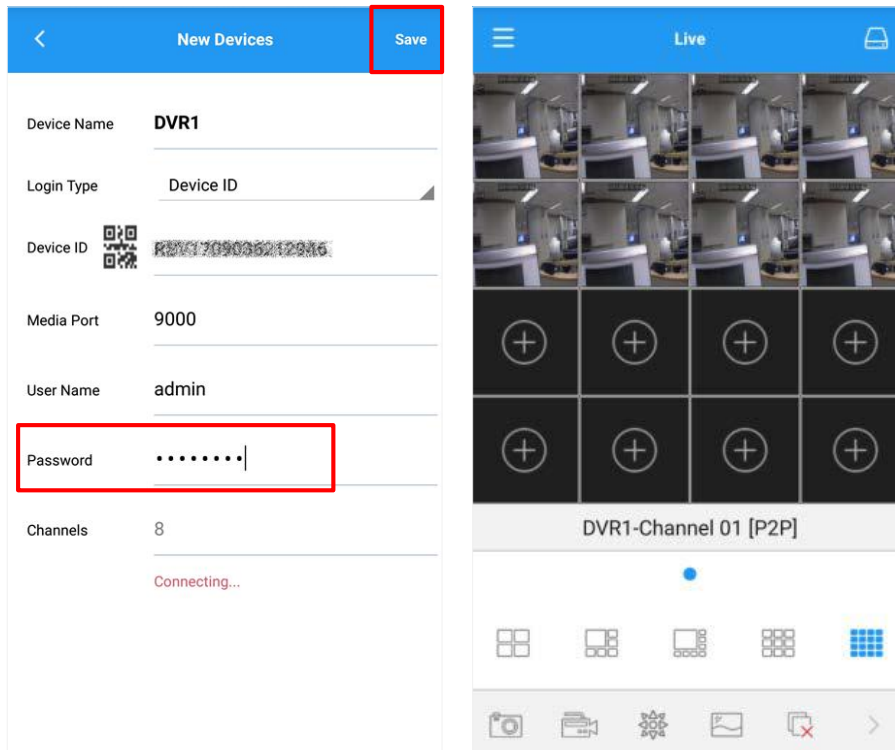 New Devices
Save
Device Name
DVR1
Login Type
Device ID
Device ID
Media Port
9000
User Name
admin
Password
••••••••
Channels
8
Connecting...
Live
DVR1-Channel 01 [P2P]